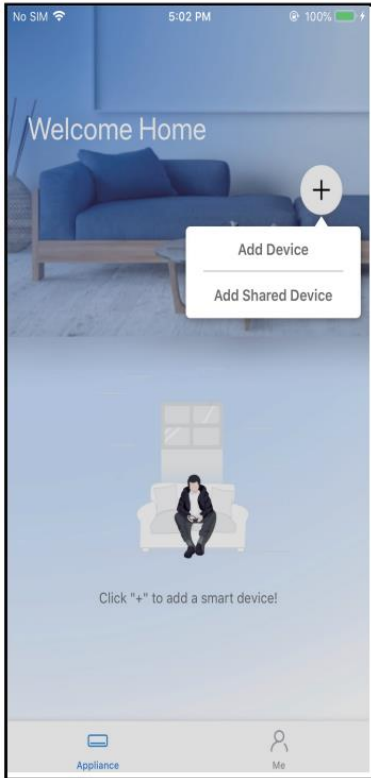 No SIM 5:02 PM 100%
Welcome Home
+
Add Device
Add Shared Device
Click "+" to add a smart device!
Appliance Me